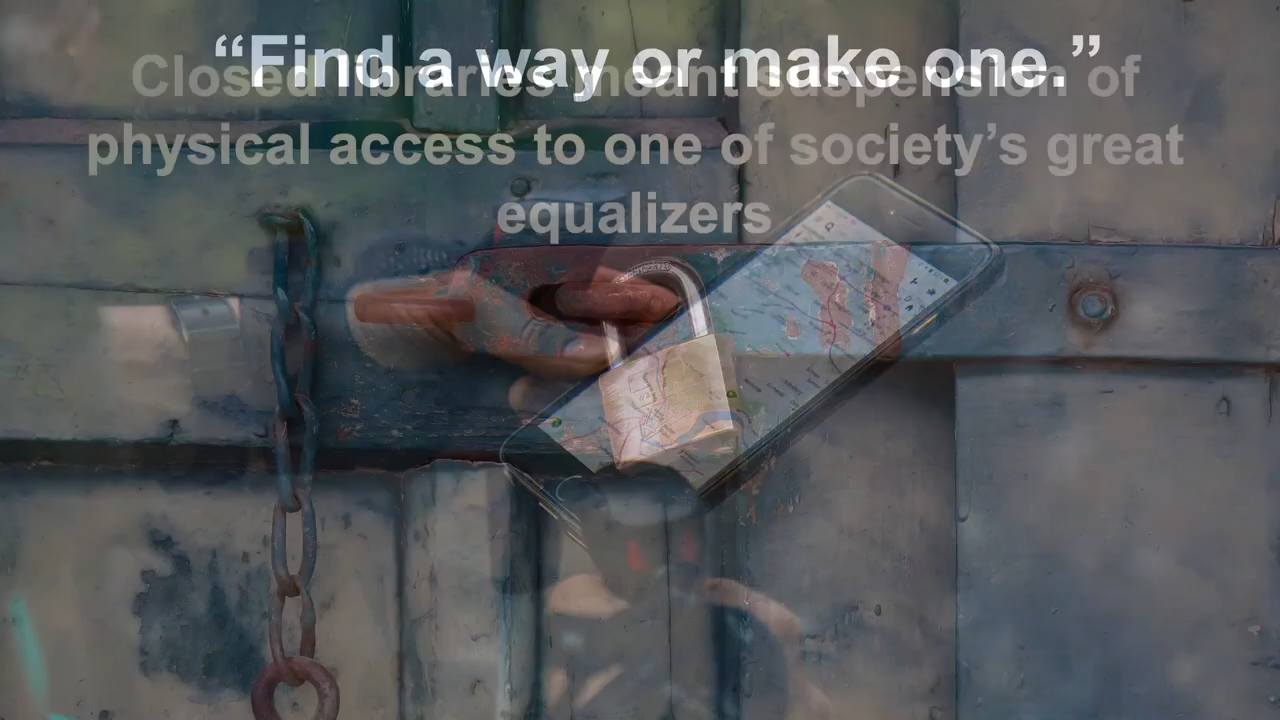 “Find a way or make one.”
Closed libraries meant suspension of
physical access to one of society’s great
equalizers